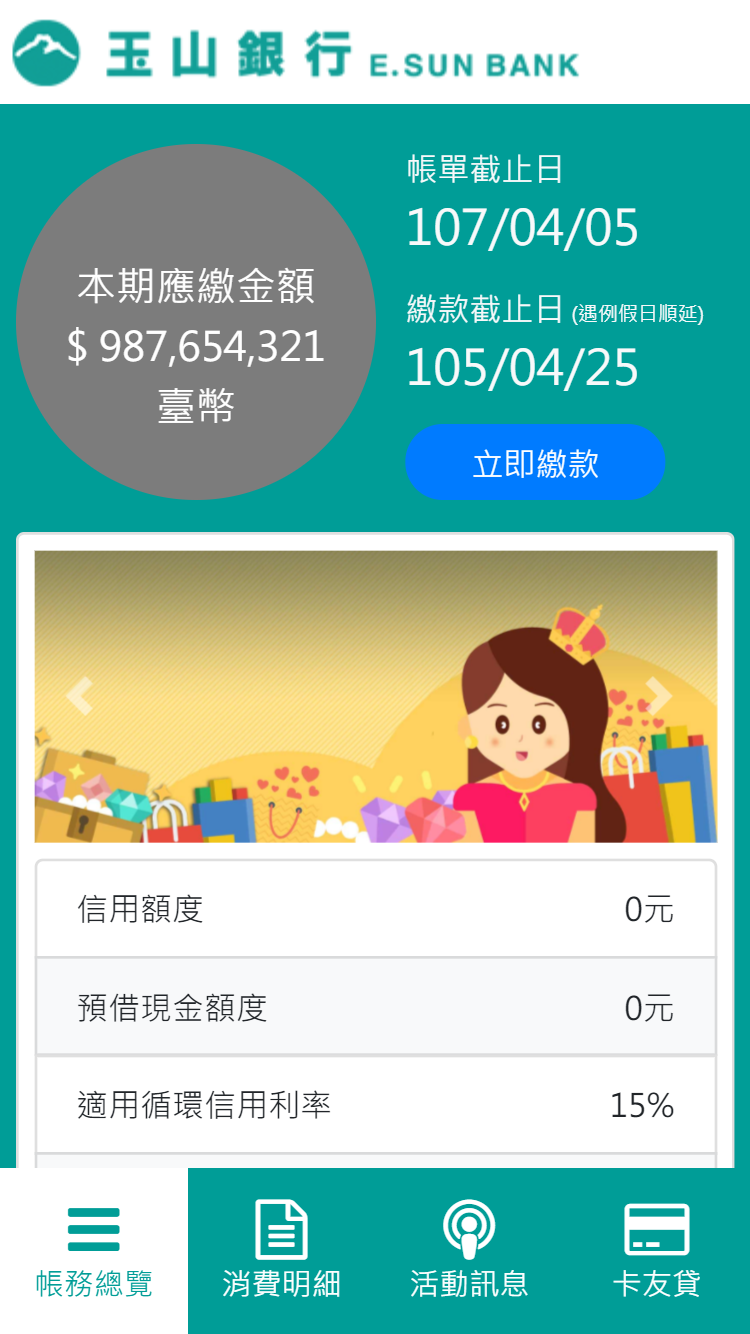 玉山銀行 E.SUN BANK
本期應繳金額
$ 987,654,321
臺幣
帳單截止日
107/04/05
繳款截止日 (遇例假日順延)
105/04/25
立即繳款
信用額度 0元
預借現金額度 0元
適用循環信用利率 15%
帳務總覽 消費明細 活動訊息 卡友貸